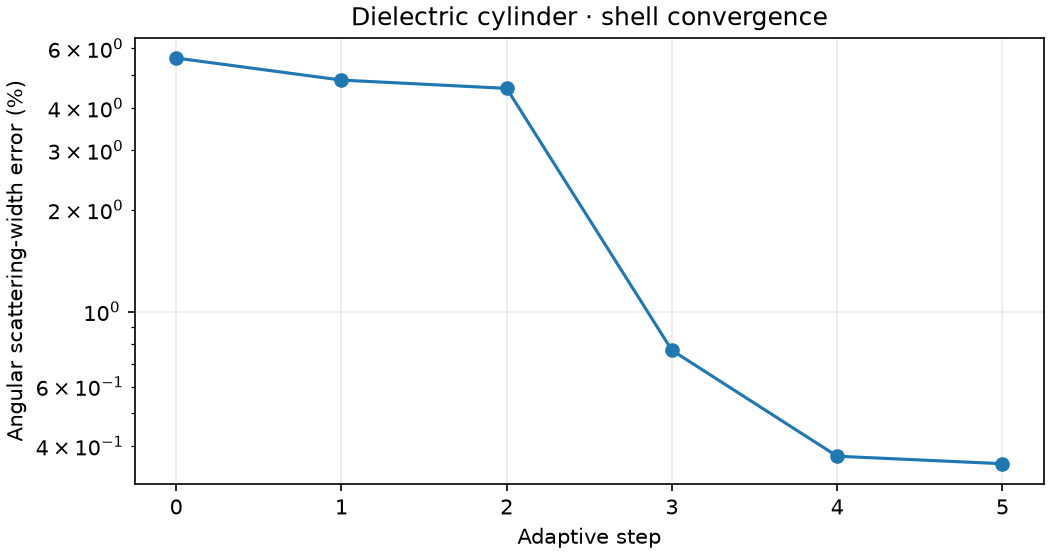 Dielectric cylinder · shell convergence
Angular scattering-width error (%)
6 × 10⁰
4 × 10⁰
3 × 10⁰
2 × 10⁰
10⁰
6 × 10⁻¹
4 × 10⁻¹
0 1 2 3 4 5
Adaptive step